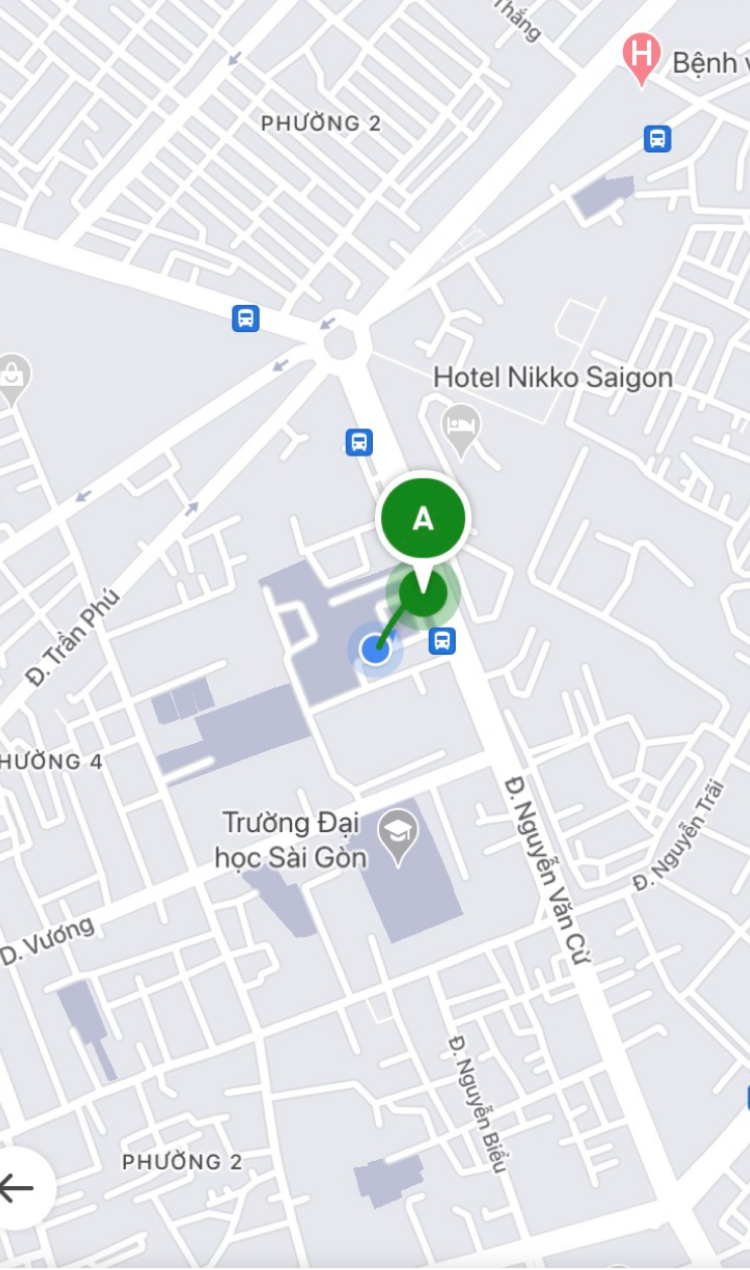 Thắng
H
Bệnh v
PHƯỜNG 2
Hotel Nikko Saigon
A
Đ. Trần Phú
HƯỜNG 4
Trường Đại
học Sài Gòn
Đ. Nguyễn Văn Cừ
Đ. Nguyễn Trãi
D. Vương
Đ. Nguyễn Biểu
PHƯỜNG 2